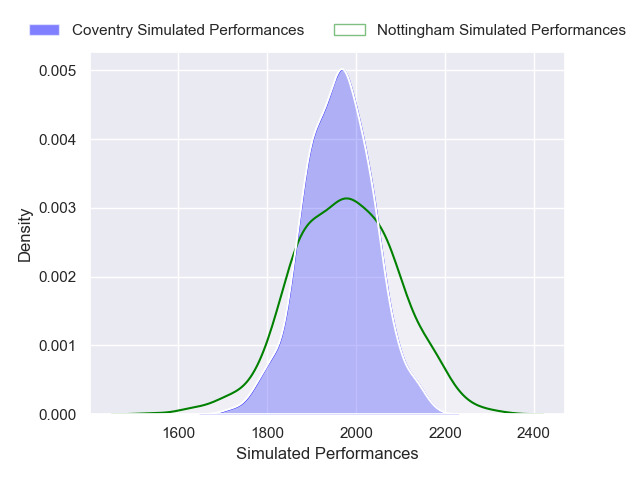 Coventry Simulated Performances
Nottingham Simulated Performances
0.005
0.004
0.003
0.002
0.001
0.000
Density
1600 1800 2000 2200 2400
Simulated Performances